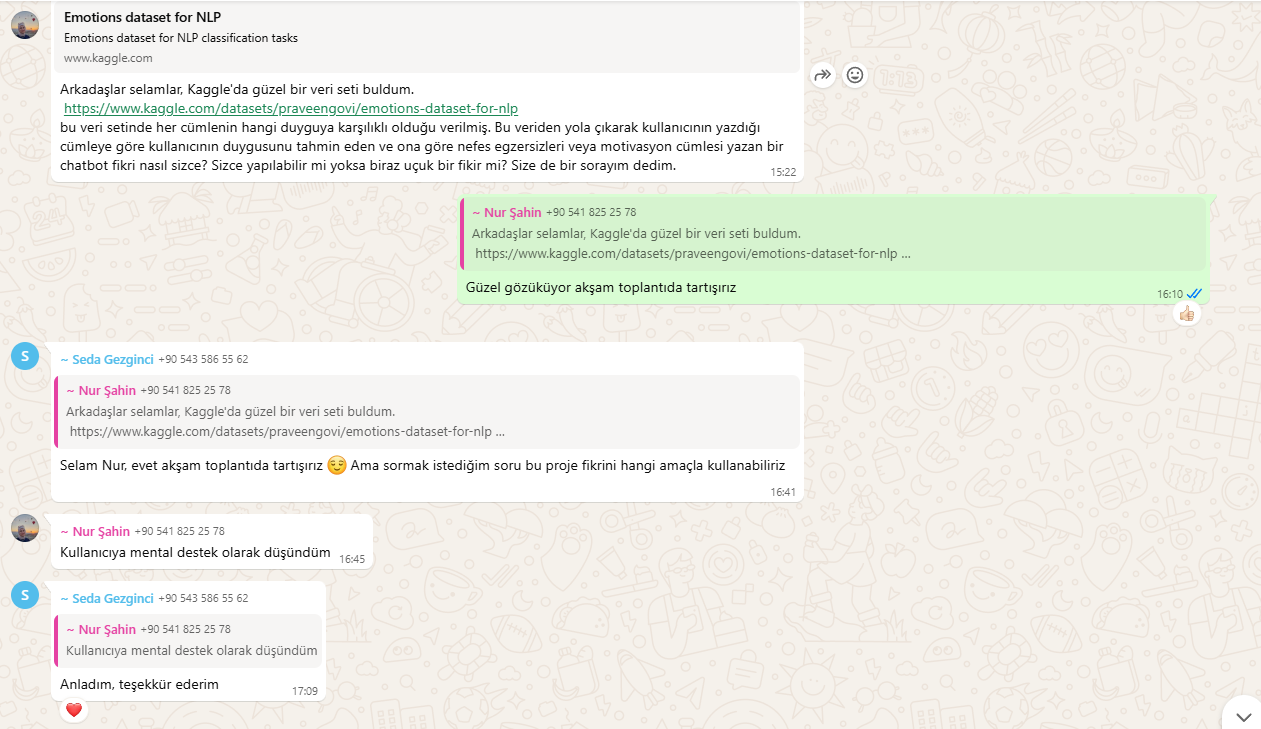 Emotions dataset for NLP
Emotions dataset for NLP classification tasks
www.kaggle.com
Arkadaşlar selamlar, Kaggle'da güzel bir veri seti buldum.
https://www.kaggle.com/datasets/praveengovi/emotions-dataset-for-nlp
bu veri setinde her cümlenin hangi duyguya karşılıklı olduğu verilmiş. Bu veriden yola çıkarak kullanıcının yazdığı
cümleye göre kullanıcının duygusunu tahmin eden ve ona göre nefes egzersizleri veya motivasyon cümlesi yazan bir
chatbot fikri nasıl sizce? Sizce yapılabilir mi yoksa biraz uçuk bir fikir mi? Size de bir sorayım dedim.
15:22
~ Nur Şahin +90 541 825 25 78
Arkadaşlar selamlar, Kaggle'da güzel bir veri seti buldum.
https://www.kaggle.com/datasets/praveengovi/emotions-dataset-for-nlp ...
Güzel gözüküyor akşam toplantıda tartışırız
16:10
S
~ Seda Gezginci +90 543 586 55 62
~ Nur Şahin +90 541 825 25 78
Arkadaşlar selamlar, Kaggle'da güzel bir veri seti buldum.
https://www.kaggle.com/datasets/praveengovi/emotions-dataset-for-nlp ...
Selam Nur, evet akşam toplantıda tartışırız 😌 Ama sormak istediğim soru bu proje fikrini hangi amaçla kullanabiliriz
16:41
~ Nur Şahin +90 541 825 25 78
Kullanıcıya mental destek olarak düşündüm 16:45
S
~ Seda Gezginci +90 543 586 55 62
~ Nur Şahin +90 541 825 25 78
Kullanıcıya mental destek olarak düşündüm
Anladım, teşekkür ederim
17:09